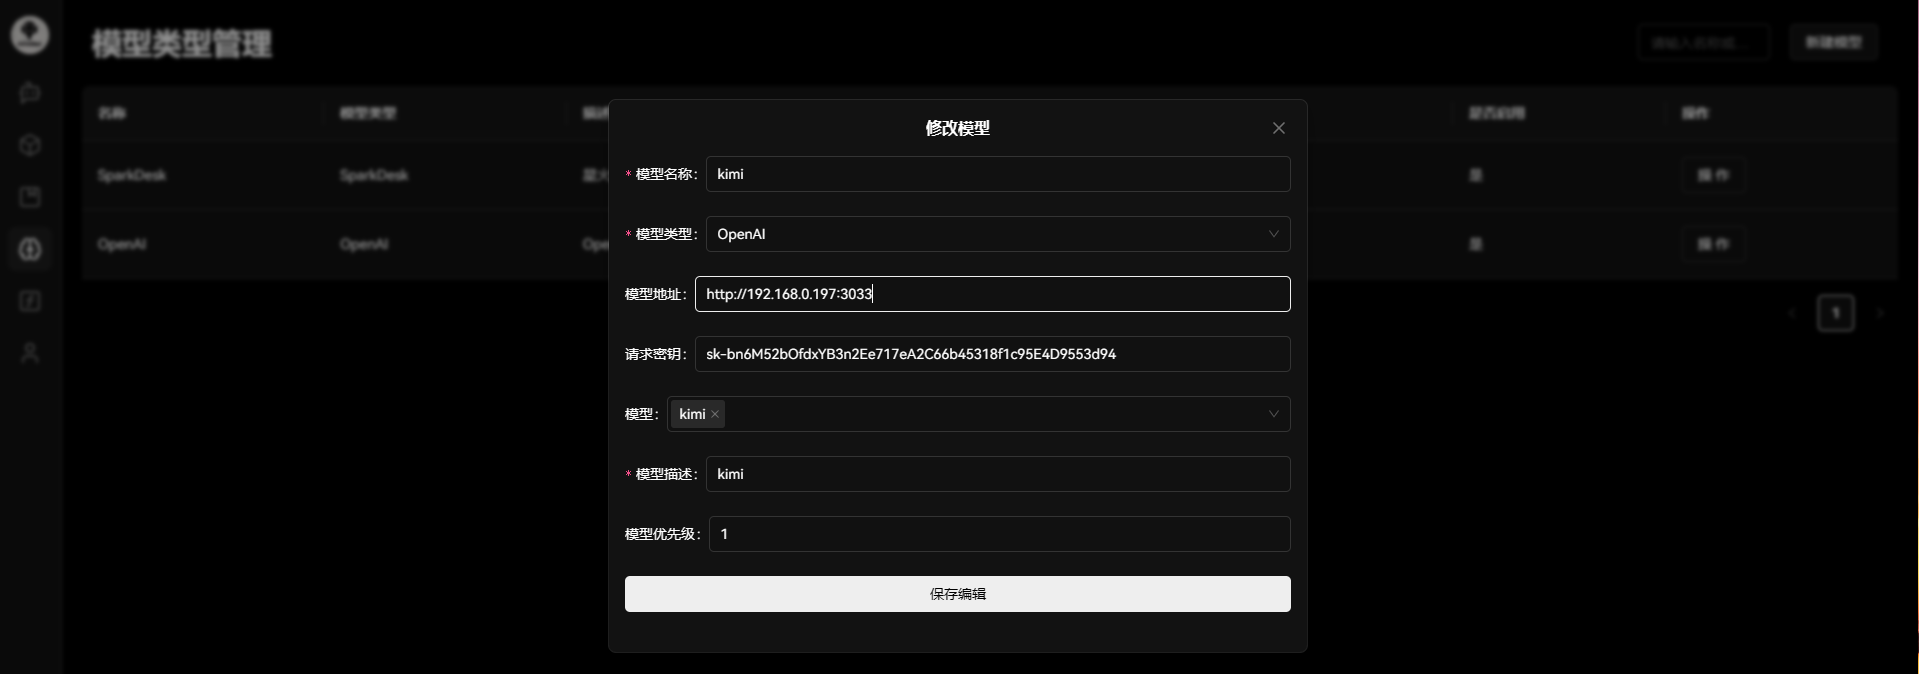 模型类型管理
新建模型
名称
模型类型
是否启用
操作
SparkDesk
SparkDesk
是
操 作
OpenAI
OpenAI
是
操 作
1
修改模型
* 模型名称: kimi
* 模型类型: OpenAI
模型地址: http://192.168.0.197:3033
请求密钥: sk-bn6M52bOfdxYB3n2Ee717eA2C66b45318f1c95E4D9553d94
模型: kimi
* 模型描述: kimi
模型优先级: 1
保存编辑